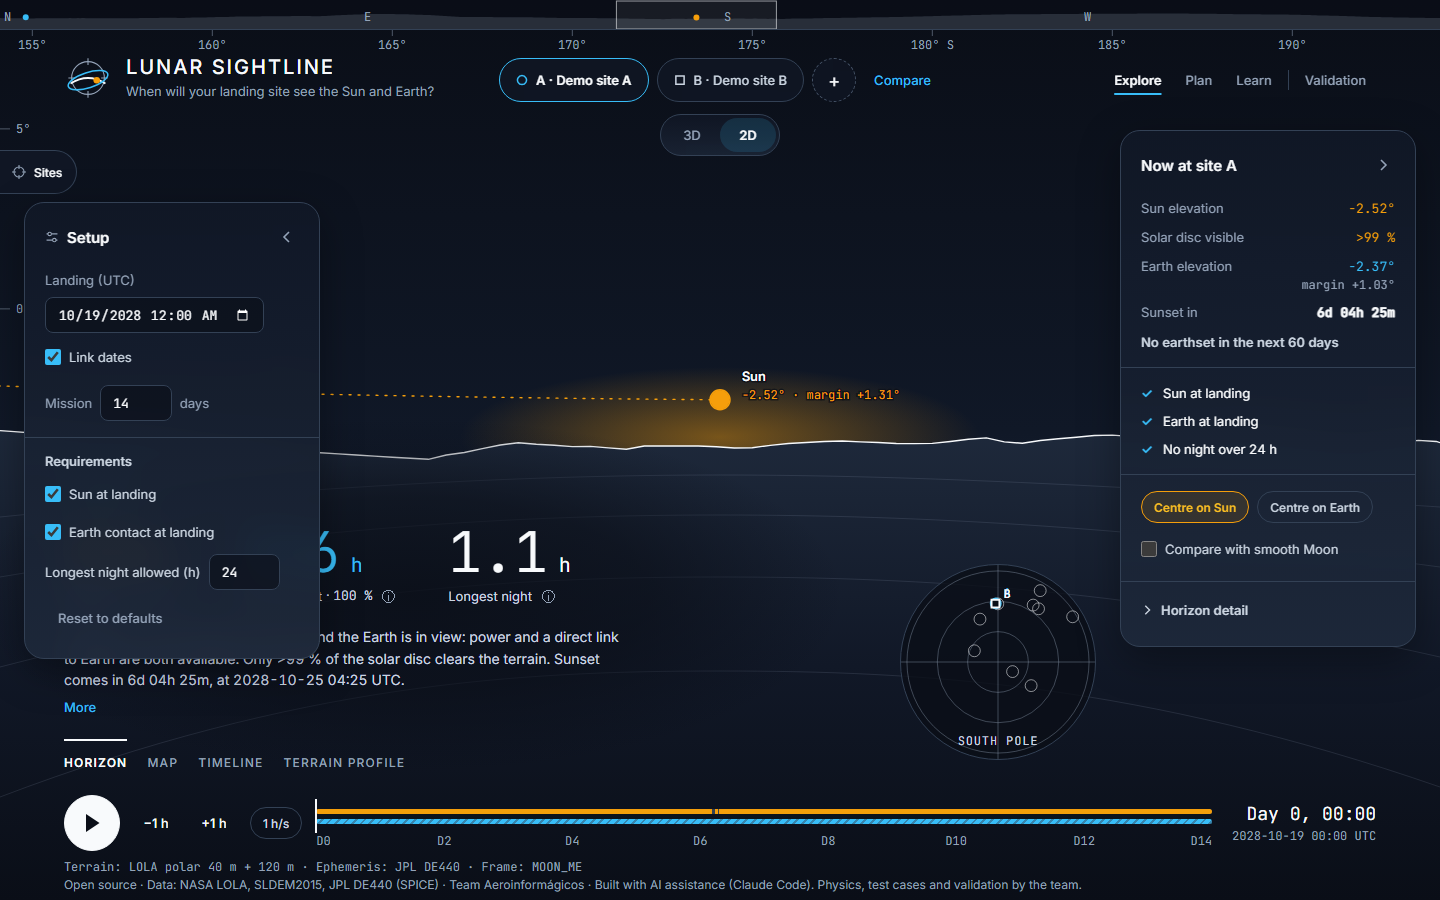 N E S W
155° 160° 165° 170° 175° 180° S 185° 190°
LUNAR SIGHTLINE
When will your landing site see the Sun and Earth?
A · Demo site A
B · Demo site B
+
Compare
Explore Plan Learn Validation
3D 2D
5°
Sites
Setup
Landing (UTC)
10/19/2028 12:00 AM
Link dates
Mission 14 days
Requirements
Sun at landing
Earth contact at landing
Longest night allowed (h) 24
Reset to defaults
0
Sun
-2.52° · margin +1.31°
Now at site A
Sun elevation -2.52°
Solar disc visible >99 %
Earth elevation -2.37°
margin +1.03°
Sunset in 6d 04h 25m
No earthset in the next 60 days
Sun at landing
Earth at landing
No night over 24 h
Centre on Sun Centre on Earth
Compare with smooth Moon
Horizon detail
6 h 1.1 h
100 % Longest night
the Earth is in view: power and a direct link
to Earth are both available. Only >99 % of the solar disc clears the terrain. Sunset
comes in 6d 04h 25m, at 2028-10-25 04:25 UTC.
More
B
SOUTH POLE
HORIZON MAP TIMELINE TERRAIN PROFILE
−1 h +1 h 1 h/s
D0 D2 D4 D6 D8 D10 D12 D14
Day 0, 00:00
2028-10-19 00:00 UTC
Terrain: LOLA polar 40 m + 120 m · Ephemeris: JPL DE440 · Frame: MOON_ME
Open source · Data: NASA LOLA, SLDEM2015, JPL DE440 (SPICE) · Team Aeroinformágicos · Built with AI assistance (Claude Code). Physics, test cases and validation by the team.